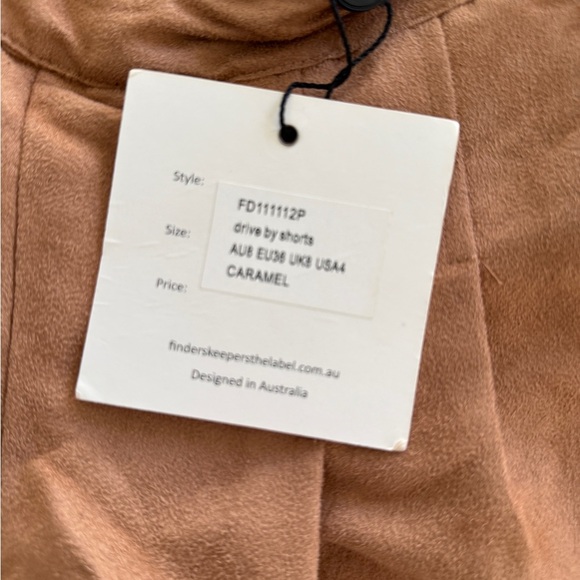 Style:
FD111112P
drive by shorts
Size:
AU8 EU36 UK8 USA4
CARAMEL
Price:
finderskeepersthelabel.com.au
Designed in Australia